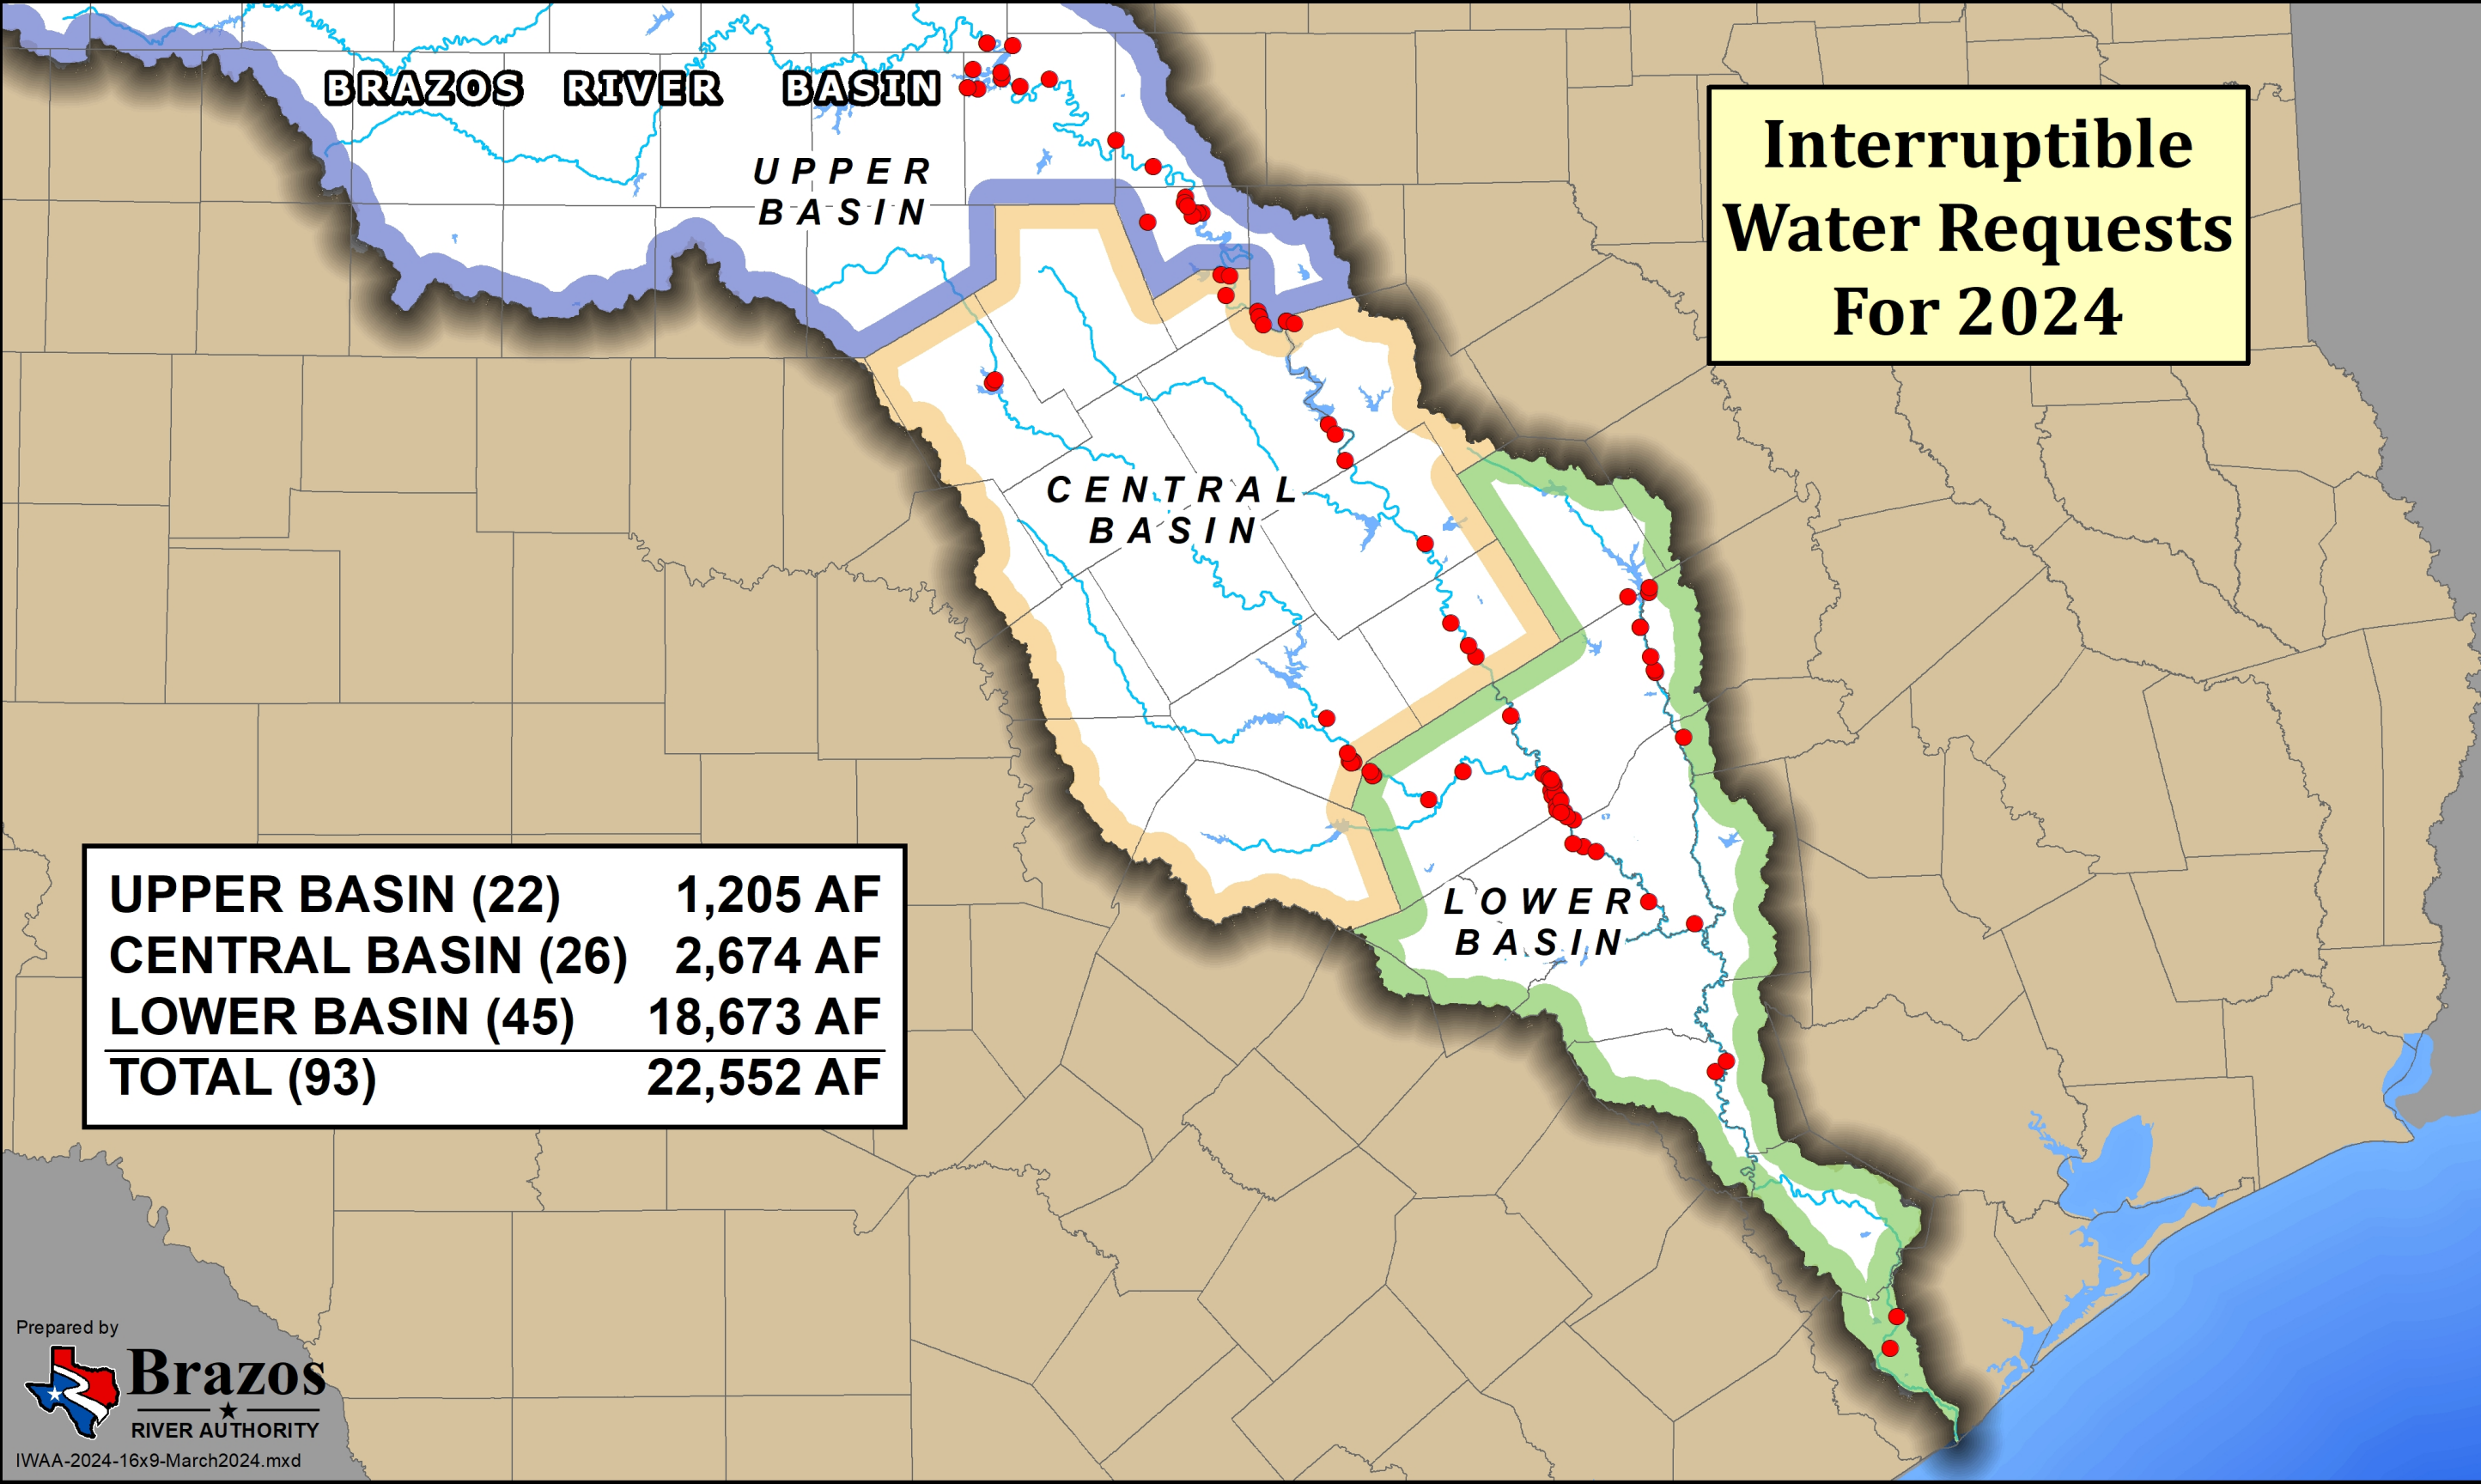 BRAZOS RIVER BASIN
UPPER
BASIN
Interruptible
Water Requests
For 2024
CENTRAL
BASIN
LOWER
BASIN
UPPER BASIN (22) 1,205 AF
CENTRAL BASIN (26) 2,674 AF
LOWER BASIN (45) 18,673 AF
TOTAL (93) 22,552 AF
Prepared by
Brazos
RIVER AUTHORITY
IWAA-2024-16x9-March2024.mxd